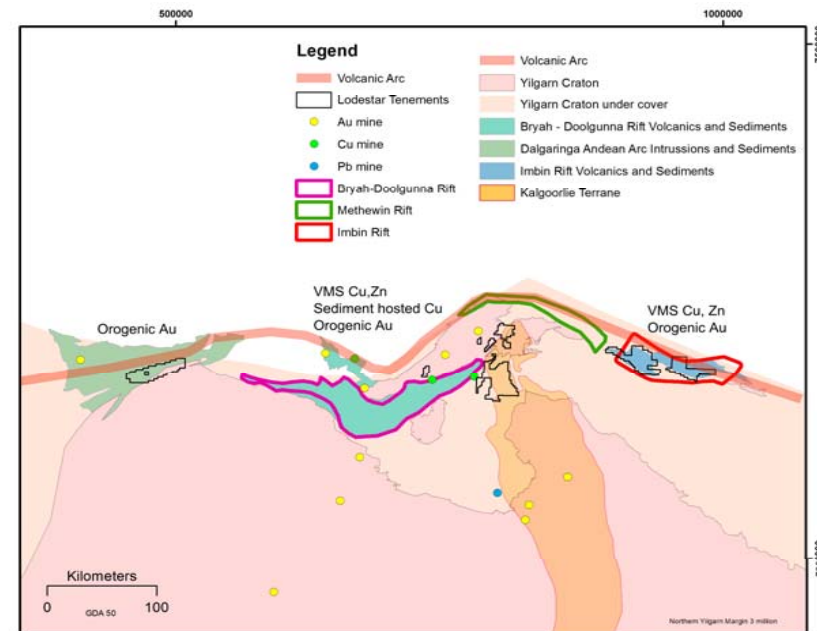 500000
1000000
Legend
Volcanic Arc
Lodestar Tenements
Au mine
Cu mine
Pb mine
Bryah-Doolgunna Rift
Methewin Rift
Imbin Rift
Volcanic Arc
Yilgarn Craton
Yilgarn Craton under cover
Bryah - Doolgunna Rift Volcanics and Sediments
Dalgaringa Andean Arc Intrussions and Sediments
Imbin Rift Volcanics and Sediments
Kalgoorlie Terrane
Orogenic Au
VMS Cu,Zn
Sediment hosted Cu
Orogenic Au
VMS Cu, Zn
Orogenic Au
Kilometers
0 100
GDA 50
Northern Yilgarn Margin 3 million